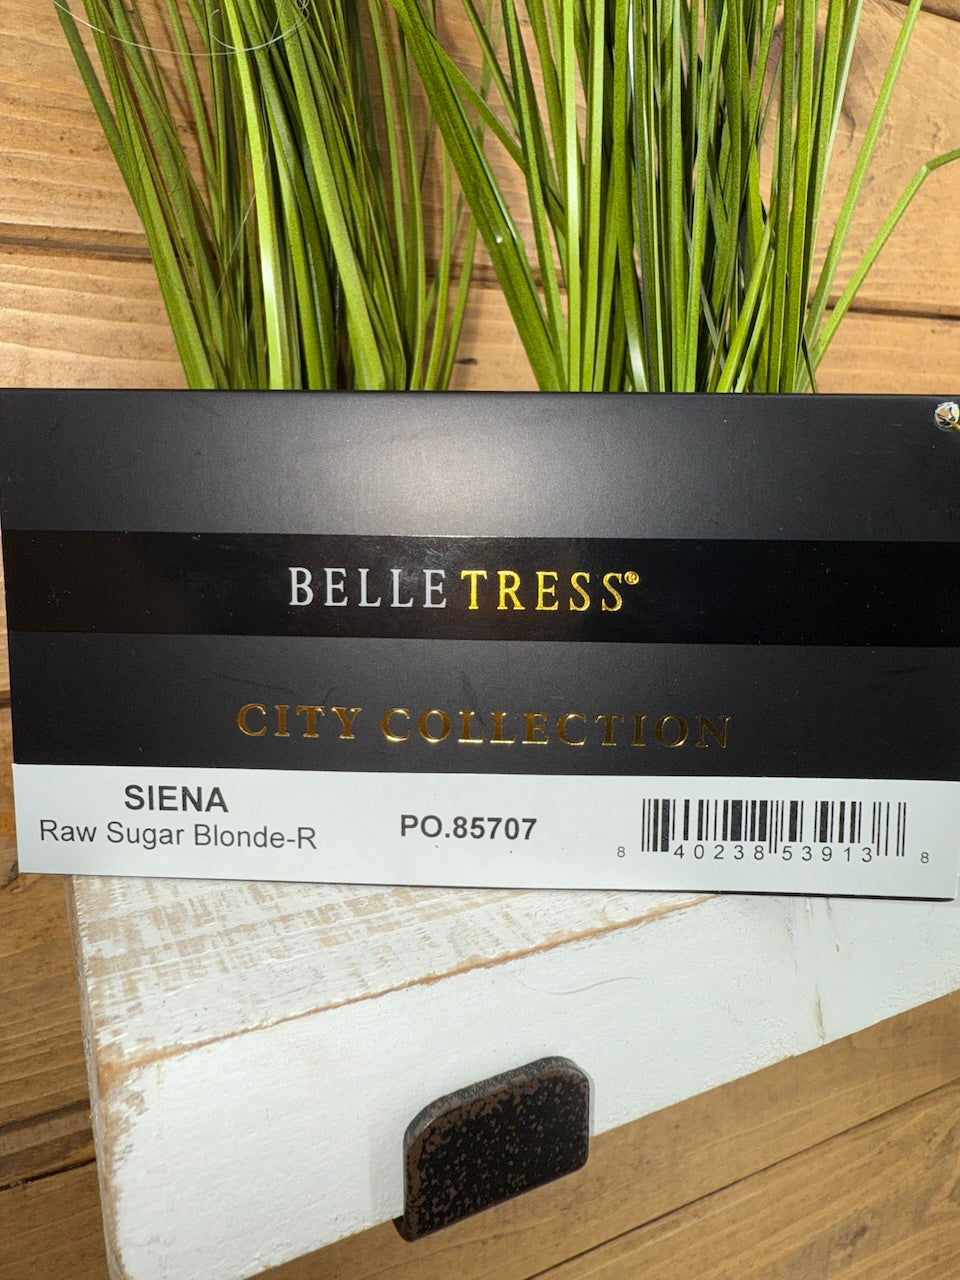 BELLETRESS®
CITY COLLECTION
SIENA
Raw Sugar Blonde-R
PO.85707
8 40238 53913 8